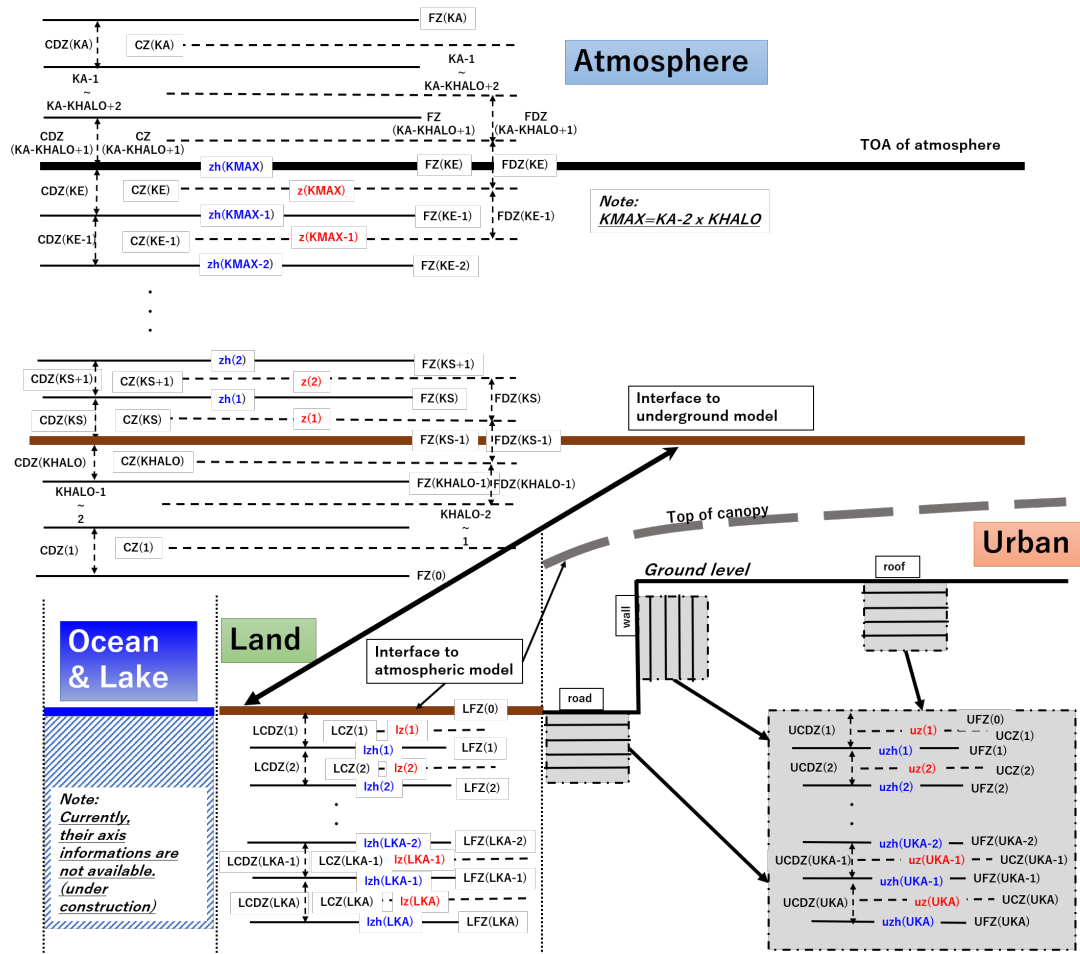 FZ(KA)
CDZ(KA)
CZ(KA)
KA-1
~
KA-KHALO+2
KA-1
~
KA-KHALO+2
Atmosphere
CDZ
(KA-KHALO+1)
CZ
(KA-KHALO+1)
FZ
(KA-KHALO+1)
FDZ
(KA-KHALO+1)
TOA of atmosphere
zh(KMAX)
FZ(KE)
FDZ(KE)
CDZ(KE)
CZ(KE)
z(KMAX)
Note:
KMAX=KA-2 x KHALO
zh(KMAX-1)
FZ(KE-1)
FDZ(KE-1)
CDZ(KE-1)
CZ(KE-1)
z(KMAX-1)
zh(KMAX-2)
FZ(KE-2)
zh(2)
FZ(KS+1)
CDZ(KS+1)
CZ(KS+1)
z(2)
zh(1)
FZ(KS)
FDZ(KS)
CDZ(KS)
CZ(KS)
z(1)
Interface to
underground model
FZ(KS-1)
FDZ(KS-1)
CDZ(KHALO)
CZ(KHALO)
FZ(KHALO-1)
FDZ(KHALO-1)
KHALO-1
~
2
KHALO-2
~
1
CDZ(1)
CZ(1)
FZ(0)
Top of canopy
Urban
Ground level
roof
wall
road
Ocean
& Lake
Land
Interface to
atmospheric model
Note:
Currently,
their axis
informations are
not available.
(under
construction)
LFZ(0)
LCDZ(1)
LCZ(1)
lz(1)
lzh(1)
LFZ(1)
LCDZ(2)
LCZ(2)
lz(2)
lzh(2)
LFZ(2)
lzh(LKA-2)
LFZ(LKA-2)
LCDZ(LKA-1)
LCZ(LKA-1)
lz(LKA-1)
lzh(LKA-1)
LFZ(LKA-1)
LCDZ(LKA)
LCZ(LKA)
lz(LKA)
lzh(LKA)
LFZ(LKA)
UFZ(0)
UCDZ(1)
uz(1)
UCZ(1)
uzh(1)
UFZ(1)
UCDZ(2)
uz(2)
UCZ(2)
uzh(2)
UFZ(2)
uzh(UKA-2)
UFZ(UKA-2)
UCDZ(UKA-1)
uz(UKA-1)
UCZ(UKA-1)
uzh(UKA-1)
UFZ(UKA-1)
UCDZ(UKA)
uz(UKA)
UCZ(UKA)
uzh(UKA)
UFZ(UKA)